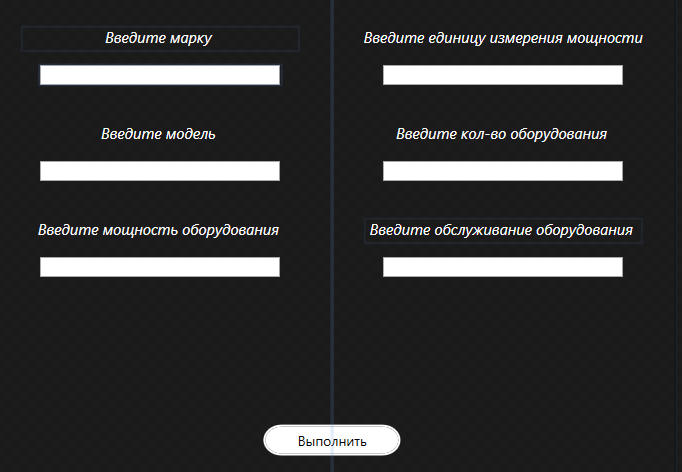 Введите марку
Введите единицу измерения мощности
Введите модель
Введите кол-во оборудования
Введите мощность оборудования
Введите обслуживание оборудования
Выполнить